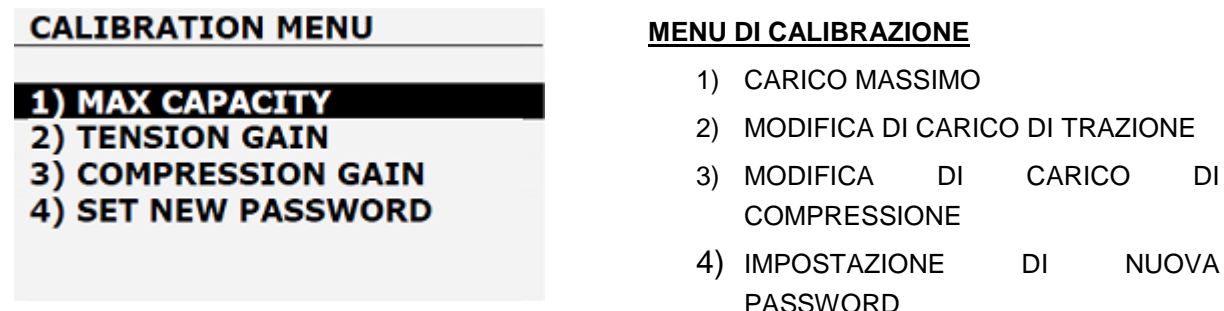 CALIBRATION MENU
1) MAX CAPACITY
2) TENSION GAIN
3) COMPRESSION GAIN
4) SET NEW PASSWORD
MENU DI CALIBRAZIONE
1) CARICO MASSIMO
2) MODIFICA DI CARICO DI TRAZIONE
3) MODIFICA DI CARICO DI
COMPRESSIONE
4) IMPOSTAZIONE DI NUOVA
PASSWORD